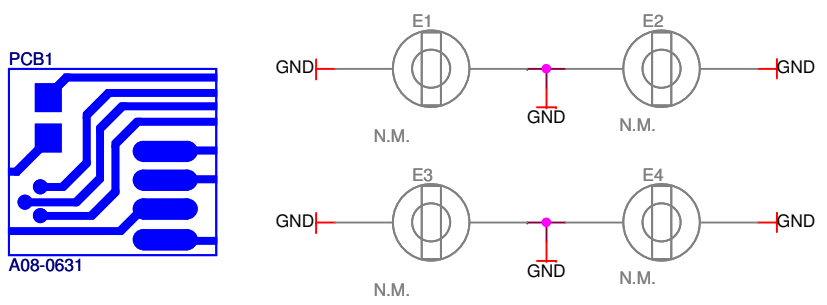 PCB1
A08-0631
E1
E2
GND
GND
GND
N.M.
N.M.
E3
E4
GND
GND
GND
N.M.
N.M.